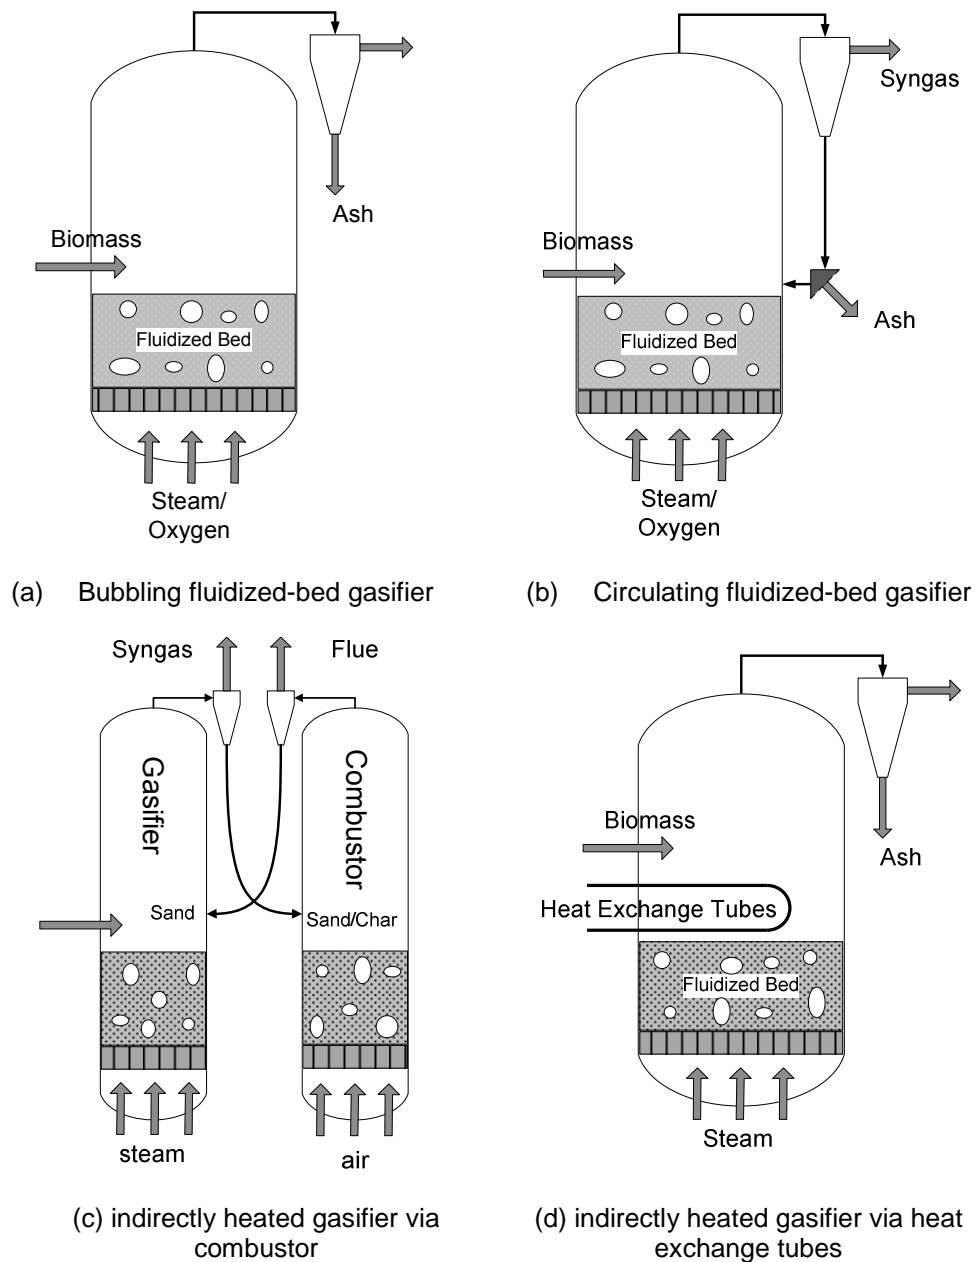 Biomass
Fluidized Bed
Steam/
Oxygen
Ash
(a) Bubbling fluidized-bed gasifier
Syngas
Biomass
Fluidized Bed
Ash
Steam/
Oxygen
(b) Circulating fluidized-bed gasifier
Syngas
Flue
Gasifier
Combustor
Sand
Sand/Char
steam
air
(c) indirectly heated gasifier via
combustor
Biomass
Ash
Heat Exchange Tubes
Fluidized Bed
Steam
(d) indirectly heated gasifier via heat
exchange tubes